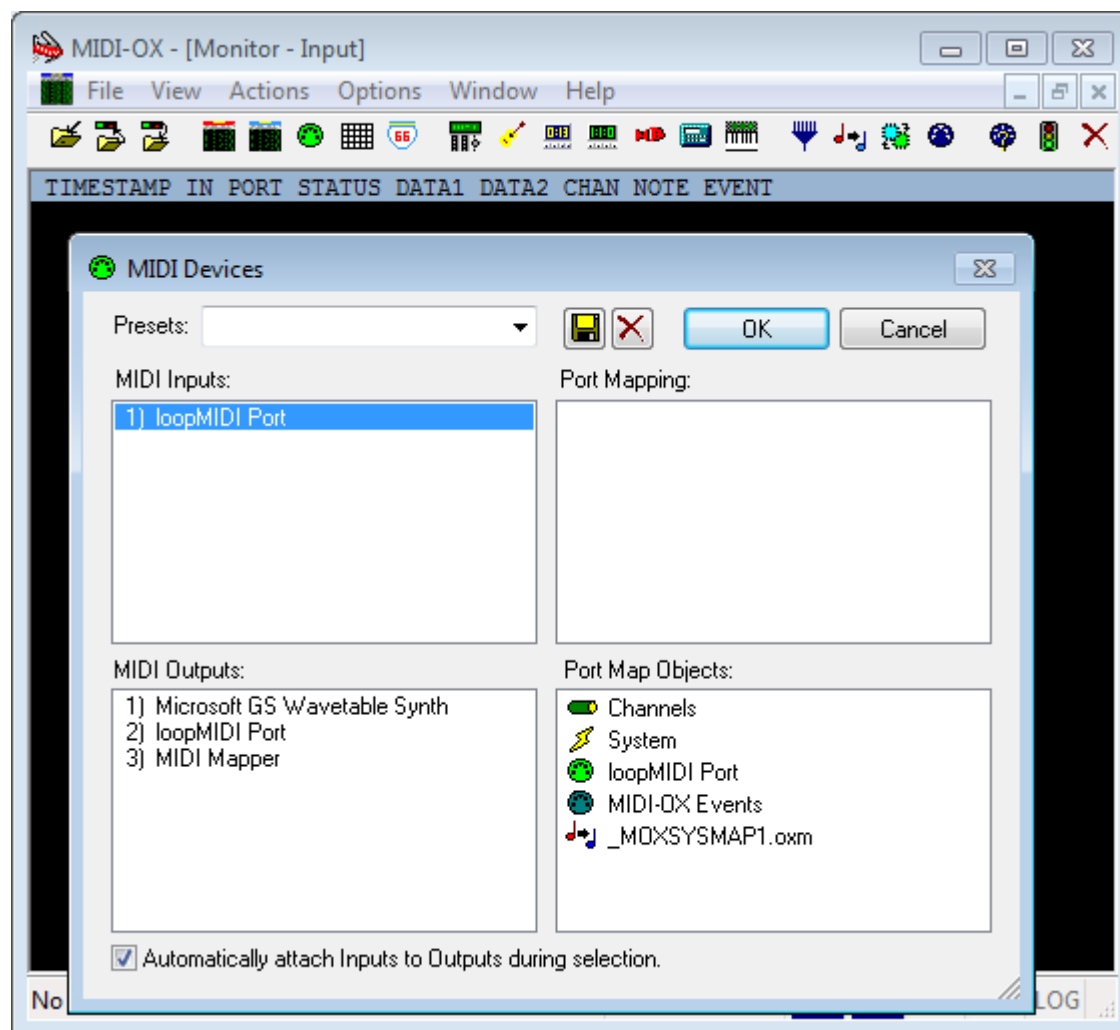 MIDI-OX - [Monitor - Input]
File View Actions Options Window Help
66
TIMESTAMP IN PORT STATUS DATA1 DATA2 CHAN NOTE EVENT
MIDI Devices
Presets:
OK
Cancel
MIDI Inputs:
1) loopMIDI Port
Port Mapping:
MIDI Outputs:
1) Microsoft GS Wavetable Synth
2) loopMIDI Port
3) MIDI Mapper
Port Map Objects:
Channels
System
loopMIDI Port
MIDI-OX Events
_MOXSYSMAP1.oxm
Automatically attach Inputs to Outputs during selection.
No
LOG